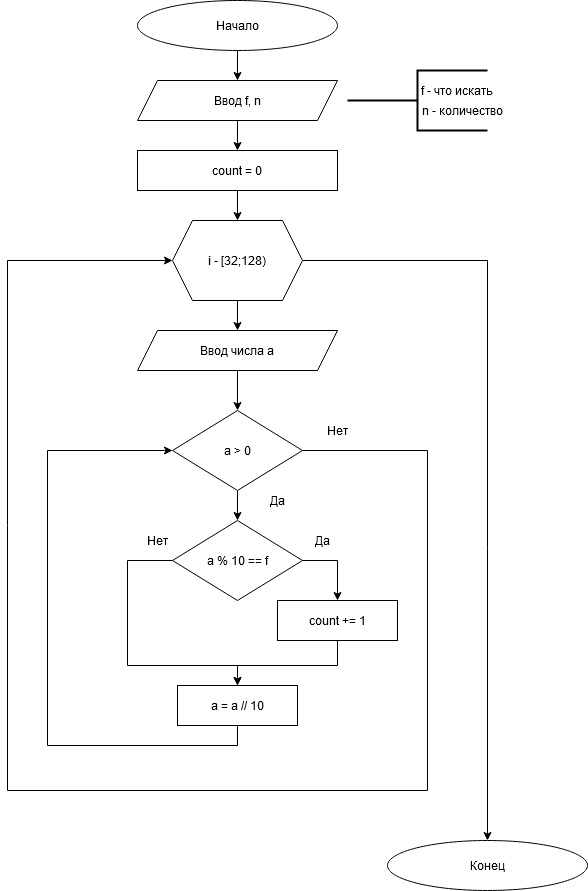 Начало
Ввод f, n
f - что искать
n - количество
count = 0
i - [32;128)
Ввод числа a
a > 0
Нет
Да
a % 10 == f
Нет
Да
count += 1
a = a // 10
Конец